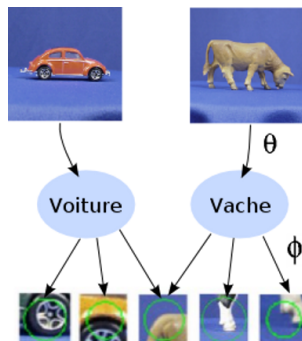 θ
Voiture
Vache
ϕ